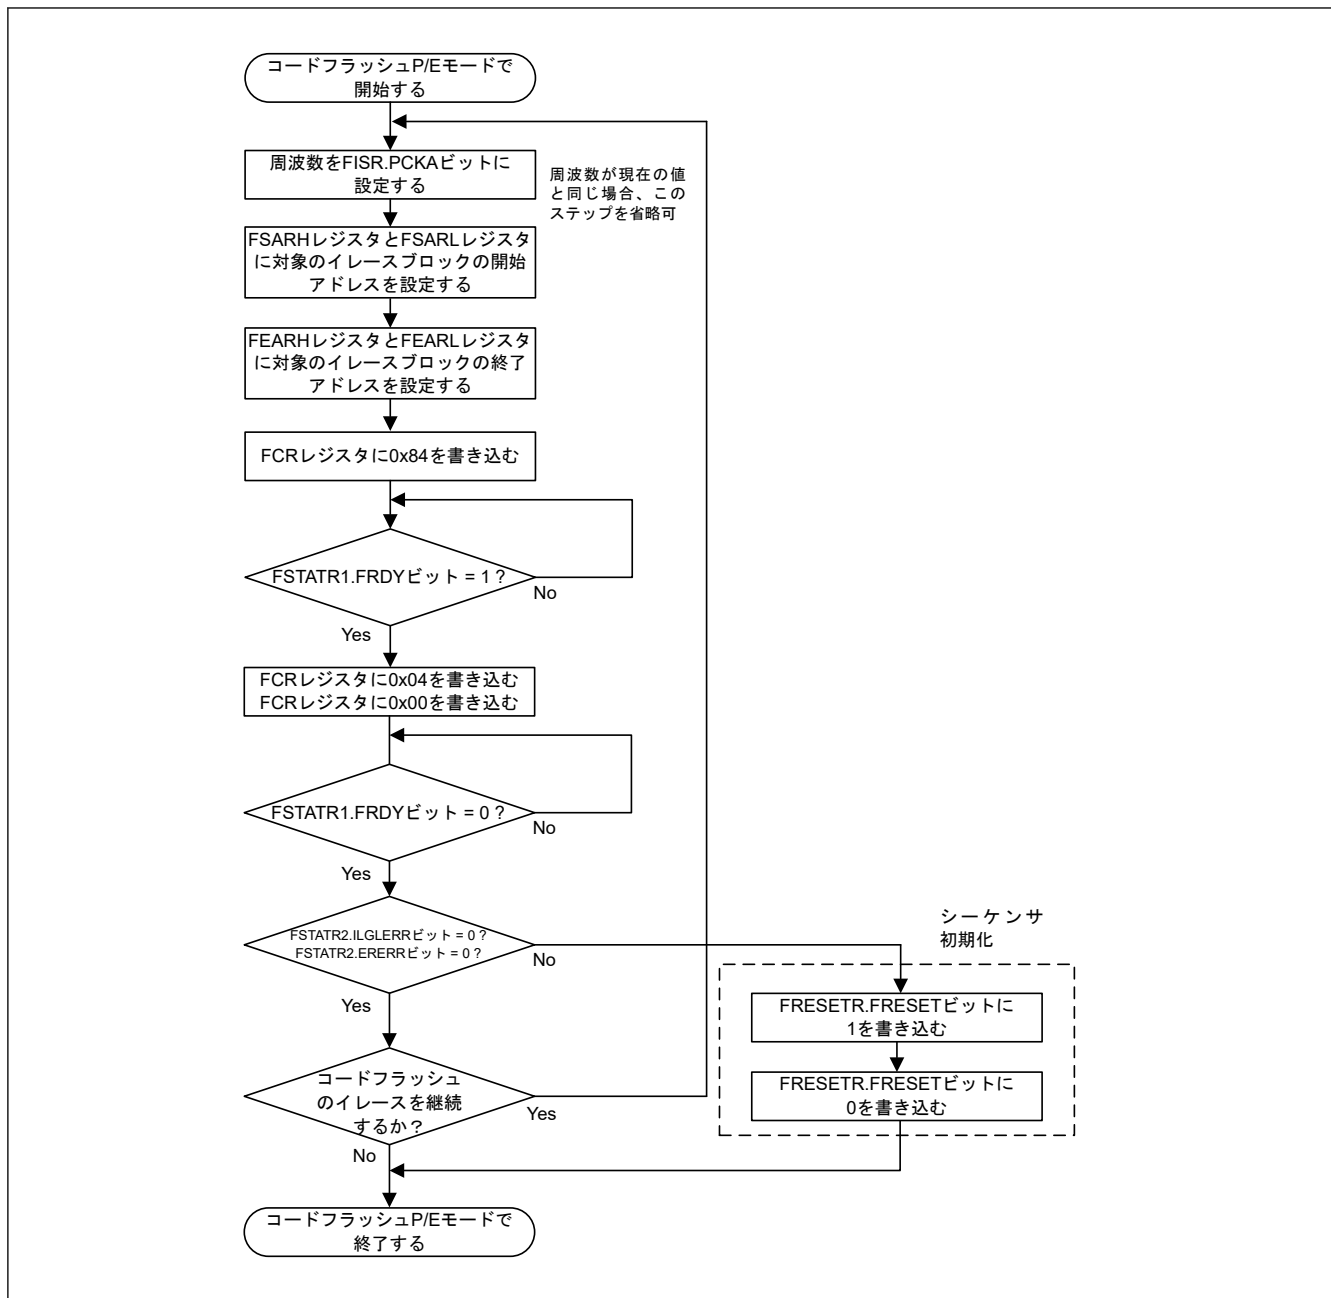 コードフラッシュP/Eモードで
開始する
周波数をFISR.PCKAビットに
設定する
周波数が現在の値
と同じ場合、この
ステップを省略可
FSARHレジスタとFSARLレジスタ
に対象のイレースブロックの開始
アドレスを設定する
FEARHレジスタとFEARLレジスタ
に対象のイレースブロックの終了
アドレスを設定する
FCRレジスタに0x84を書き込む
FSTATR1.FRDYビット = 1 ?
No
Yes
FCRレジスタに0x04を書き込む
FCRレジスタに0x00を書き込む
FSTATR1.FRDYビット = 0 ?
No
Yes
FSTATR2.ILGLERRビット = 0 ?
FSTATR2.ERERRビット = 0 ?
No
Yes
シーケンサ
初期化
FRESETR.FRESETビットに
1を書き込む
FRESETR.FRESETビットに
0を書き込む
コードフラッシュ
のイレースを継続
するか？
Yes
No
コードフラッシュP/Eモードで
終了する